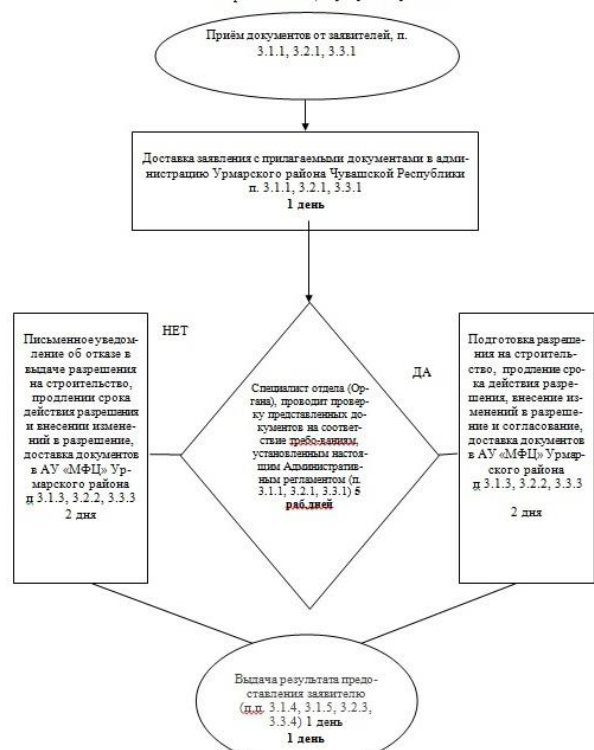 Приём документов от заявителей, п.
3.1.1, 3.2.1, 3.3.1
Доставка заявления с прилагаемыми документами в адми-
нистрацию Урмарского района Чувашской Республики
п. 3.1.1, 3.2.1, 3.3.1
1 день
НЕТ
ДА
Письменное уведом-
ление об отказе в
выдаче разрешения
на строительство,
продлении срока
действия разрешения
и внесении измене-
ний в разрешение,
доставка документов
в АУ «МФЦ» Ур-
марского района
п 3.1.3, 3.2.2, 3.3.3
2 дня
Специалист отдела (Ор-
гана), проводит провер-
ку представленных до-
кументов на соответ-
ствие требо-ваниям,
установленным настоя-
щим Административ-
ным регламентом (п.
3.1.1, 3.2.1, 3.3.1) 5
раб.дней
Подготовка разреше-
ния на строитель-
ство, продление сро-
ка действия разре-
шения, внесение из-
менений в разреше-
ние и согласование,
доставка документов
в АУ «МФЦ» Урмар-
ского района
п 3.1.3, 3.2.2, 3.3.3
2 дня
Выдача результата предо-
ставления заявителю
(п.п. 3.1.4, 3.1.5, 3.2.3,
3.3.4) 1 день
1 день